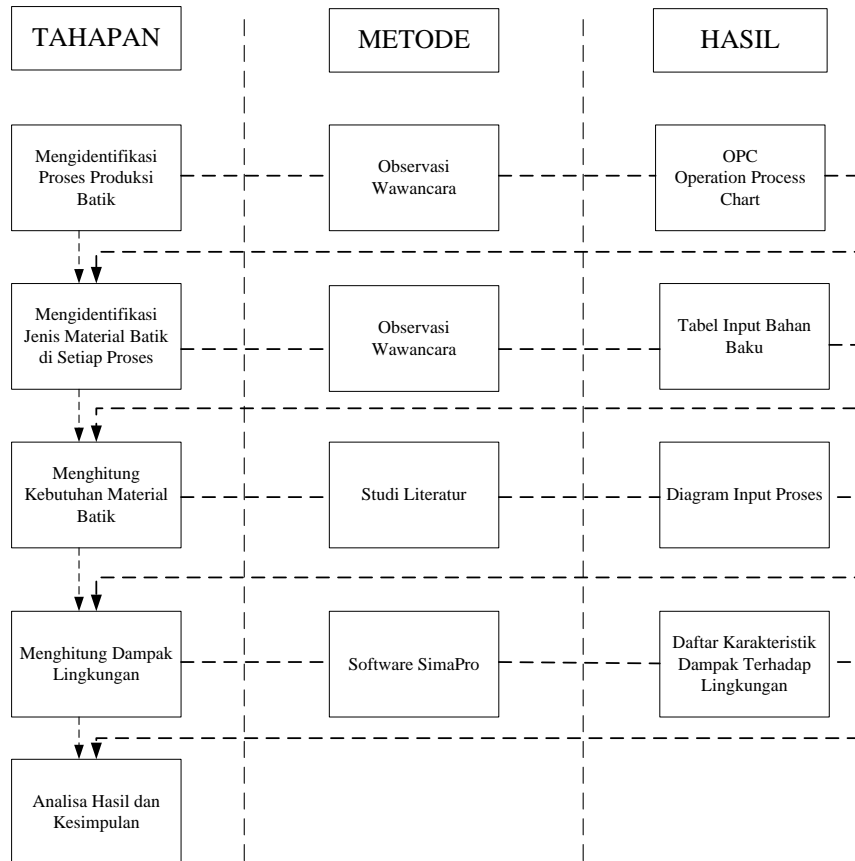 TAHAPAN
METODE
HASIL
Mengidentifikasi
Proses Produksi
Batik
Observasi
Wawancara
OPC
Operation Process
Chart
Mengidentifikasi
Jenis Material Batik
di Setiap Proses
Observasi
Wawancara
Tabel Input Bahan
Baku
Menghitung
Kebutuhan Material
Batik
Studi Literatur
Diagram Input Proses
Menghitung Dampak
Lingkungan
Software SimaPro
Daftar Karakteristik
Dampak Terhadap
Lingkungan
Analisa Hasil dan
Kesimpulan